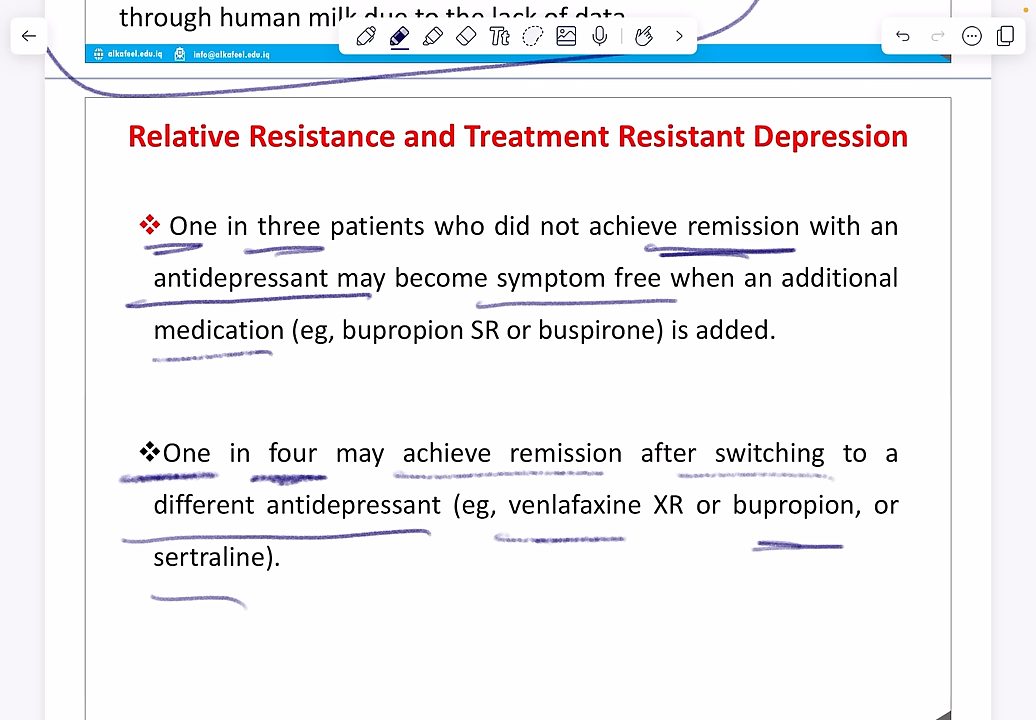 through human milk due to the lack of data
Tt
alkafeel.edu.iq info@alkafeel.edu.iq
Relative Resistance and Treatment Resistant Depression
❖ One in three patients who did not achieve remission with an
antidepressant may become symptom free when an additional
medication (eg, bupropion SR or buspirone) is added.
❖One in four may achieve remission after switching to a
different antidepressant (eg, venlafaxine XR or bupropion, or
sertraline).